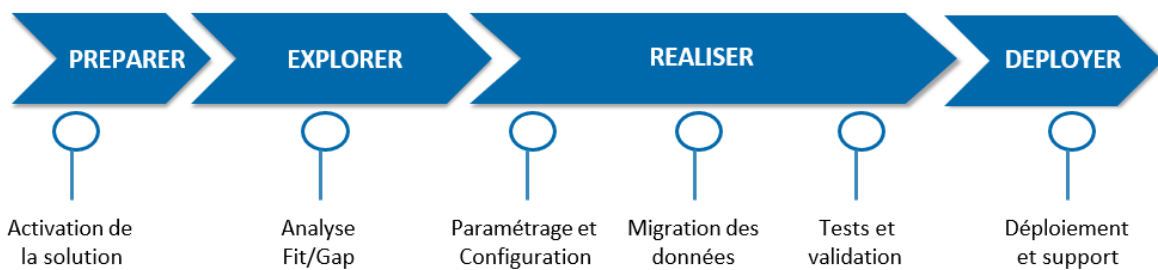 PREPARER
EXPLORER
REALISER
DEPLOYER
Activation de
la solution
Analyse
Fit/Gap
Paramétrage et
Configuration
Migration des
données
Tests et
validation
Déploiement
et support